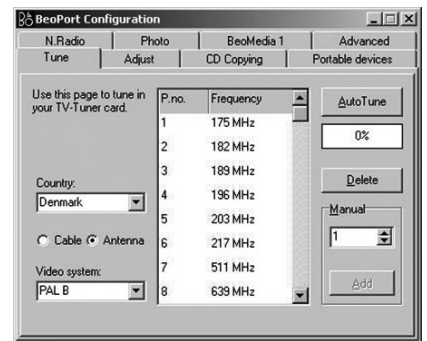 BeoPort Configuration
N.Radio Photo BeoMedia 1 Advanced
Tune Adjust CD Copying Portable devices
Use this page to tune in
your TV-Tuner card.
Country:
Denmark
Cable Antenna
Video system:
PAL B
P.no. Frequency
1 175 MHz
2 182 MHz
3 189 MHz
4 196 MHz
5 203 MHz
6 217 MHz
7 511 MHz
8 639 MHz
AutoTune
0%
Delete
Manual
1
Add